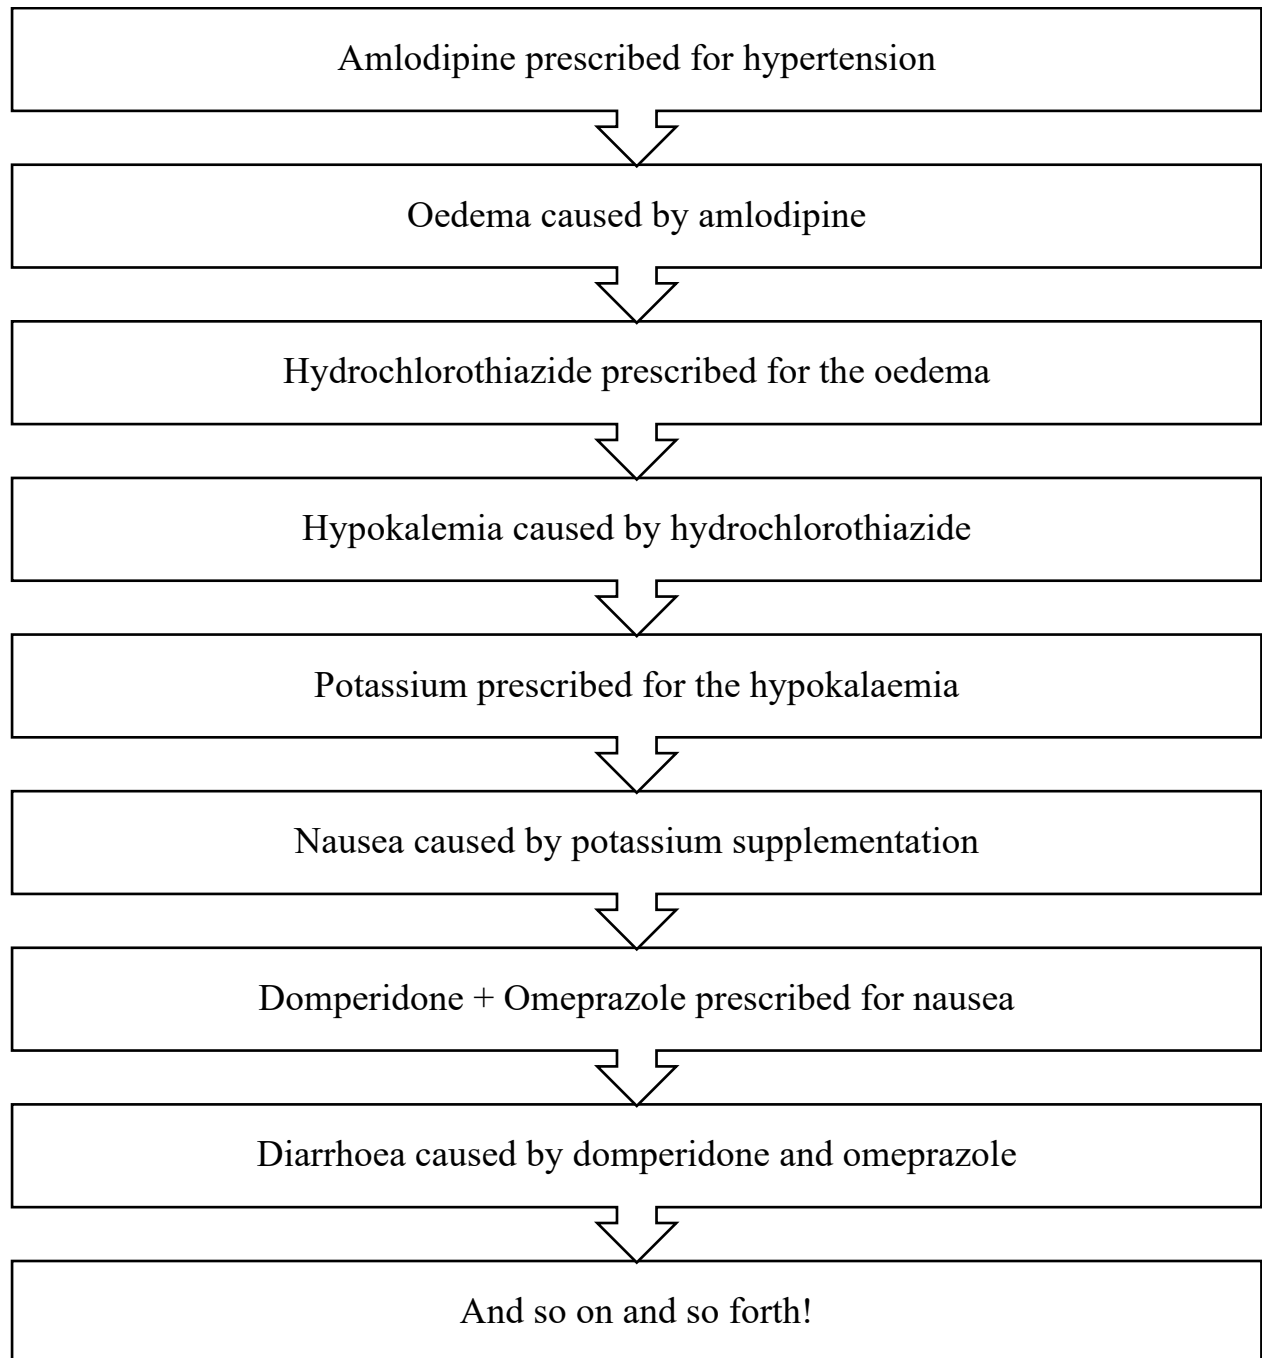 Amlodipine prescribed for hypertension
Oedema caused by amlodipine
Hydrochlorothiazide prescribed for the oedema
Hypokalemia caused by hydrochlorothiazide
Potassium prescribed for the hypokalaemia
Nausea caused by potassium supplementation
Domperidone + Omeprazole prescribed for nausea
Diarrhoea caused by domperidone and omeprazole
And so on and so forth!